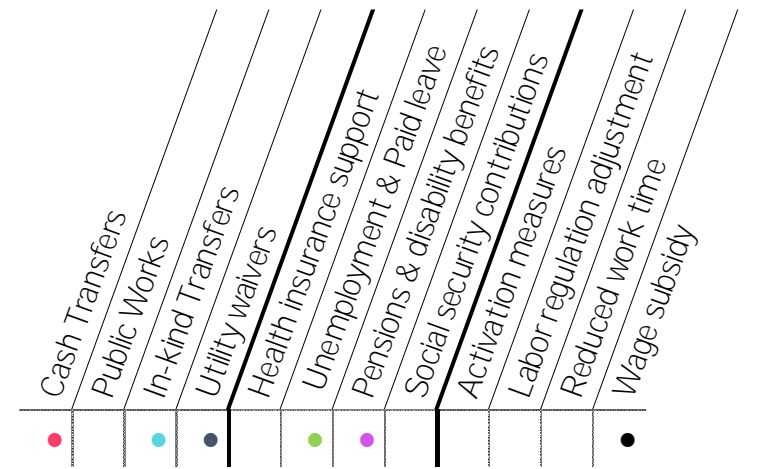 Cash Transfers
Public Works
In-kind Transfers
Utility waivers
Health insurance support
Unemployment & Paid leave
Pensions & disability benefits
Social security contributions
Activation measures
Labor regulation adjustment
Reduced work time
Wage subsidy